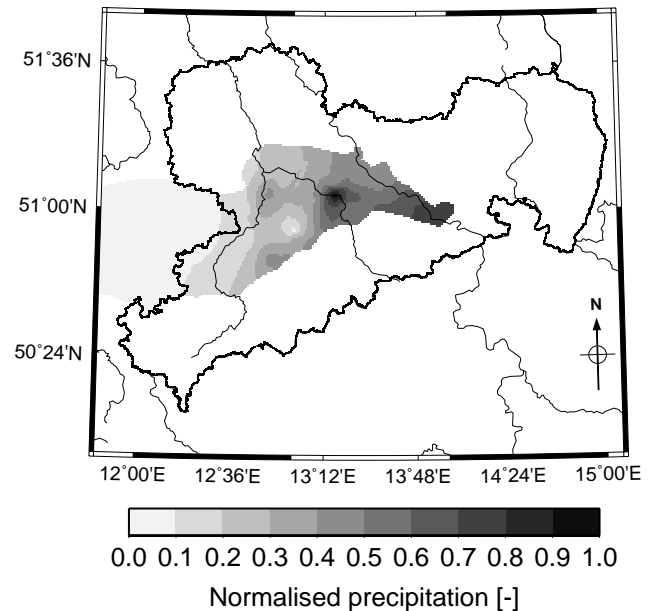 51°36'N
51°00'N
50°24'N
N
12°00'E 12°36'E 13°12'E 13°48'E 14°24'E 15°00'E
0.0 0.1 0.2 0.3 0.4 0.5 0.6 0.7 0.8 0.9 1.0
Normalised precipitation [-]